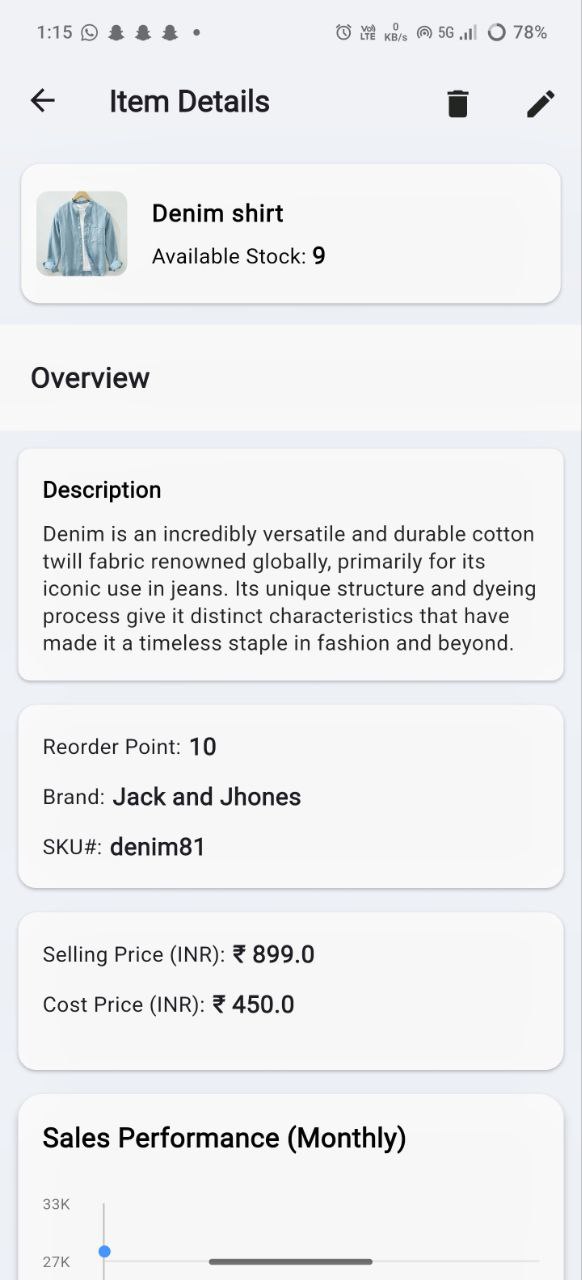 1:15 Vo) LTE 0 KB/s 5G 78%
Item Details
Denim shirt
Available Stock: 9
Overview
Description
Denim is an incredibly versatile and durable cotton
twill fabric renowned globally, primarily for its
iconic use in jeans. Its unique structure and dyeing
process give it distinct characteristics that have
made it a timeless staple in fashion and beyond.
Reorder Point: 10
Brand: Jack and Jhones
SKU#: denim81
Selling Price (INR): ₹ 899.0
Cost Price (INR): ₹ 450.0
Sales Performance (Monthly)
33K
27K